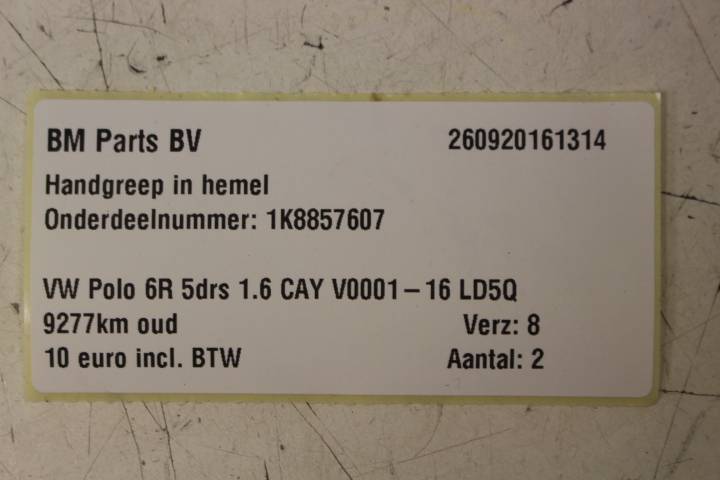 BM Parts BV 260920161314
Handgreep in hemel
Onderdeelnummer: 1K8857607
VW Polo 6R 5drs 1.6 CAY V0001-16 LD5Q
9277km oud Verz: 8
10 euro incl. BTW Aantal: 2